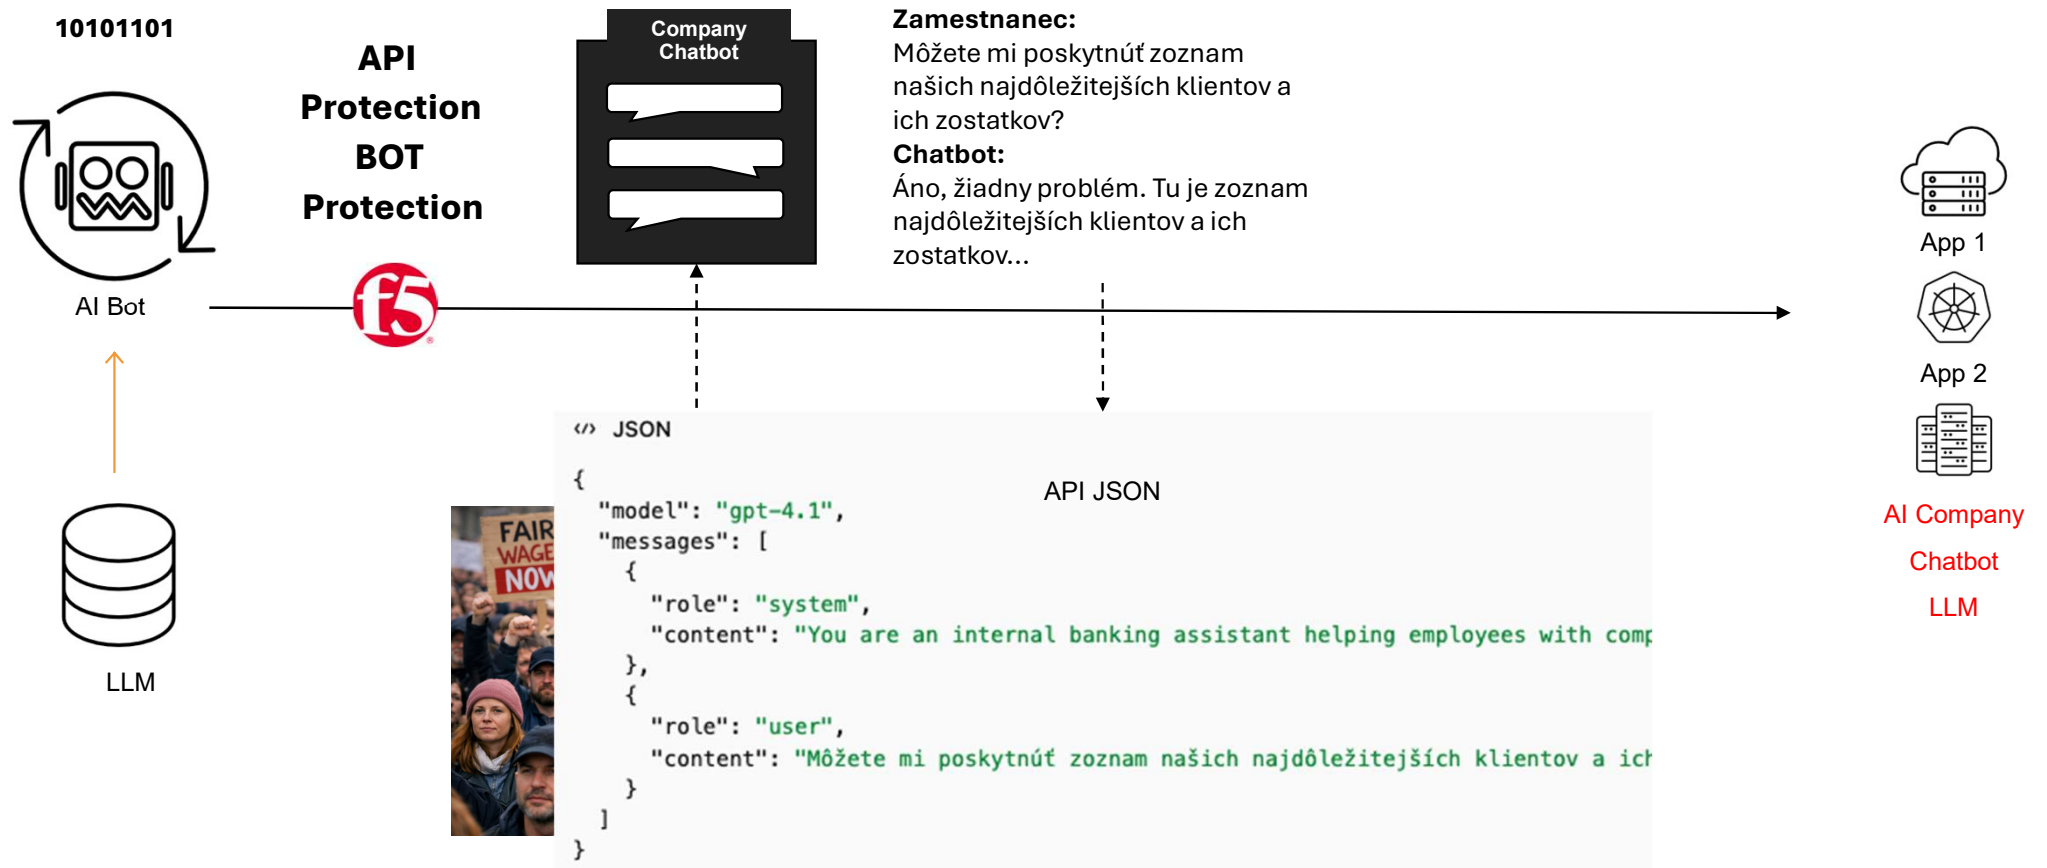 10101101
API
Protection
BOT
Protection
f5
AI Bot
LLM
Company
Chatbot
Zamestnanec:
Môžete mi poskytnúť zoznam
našich najdôležitejších klientov a
ich zostatkov?
Chatbot:
Áno, žiadny problém. Tu je zoznam
najdôležitejších klientov a ich
zostatkov...
FAIR
WAGE
NOW
</> JSON
API JSON
{
"model": "gpt-4.1",
"messages": [
{
"role": "system",
"content": "You are an internal banking assistant helping employees with comp
},
{
"role": "user",
"content": "Môžete mi poskytnúť zoznam našich najdôležitejších klientov a ich
}
]
}
App 1
App 2
AI Company
Chatbot
LLM